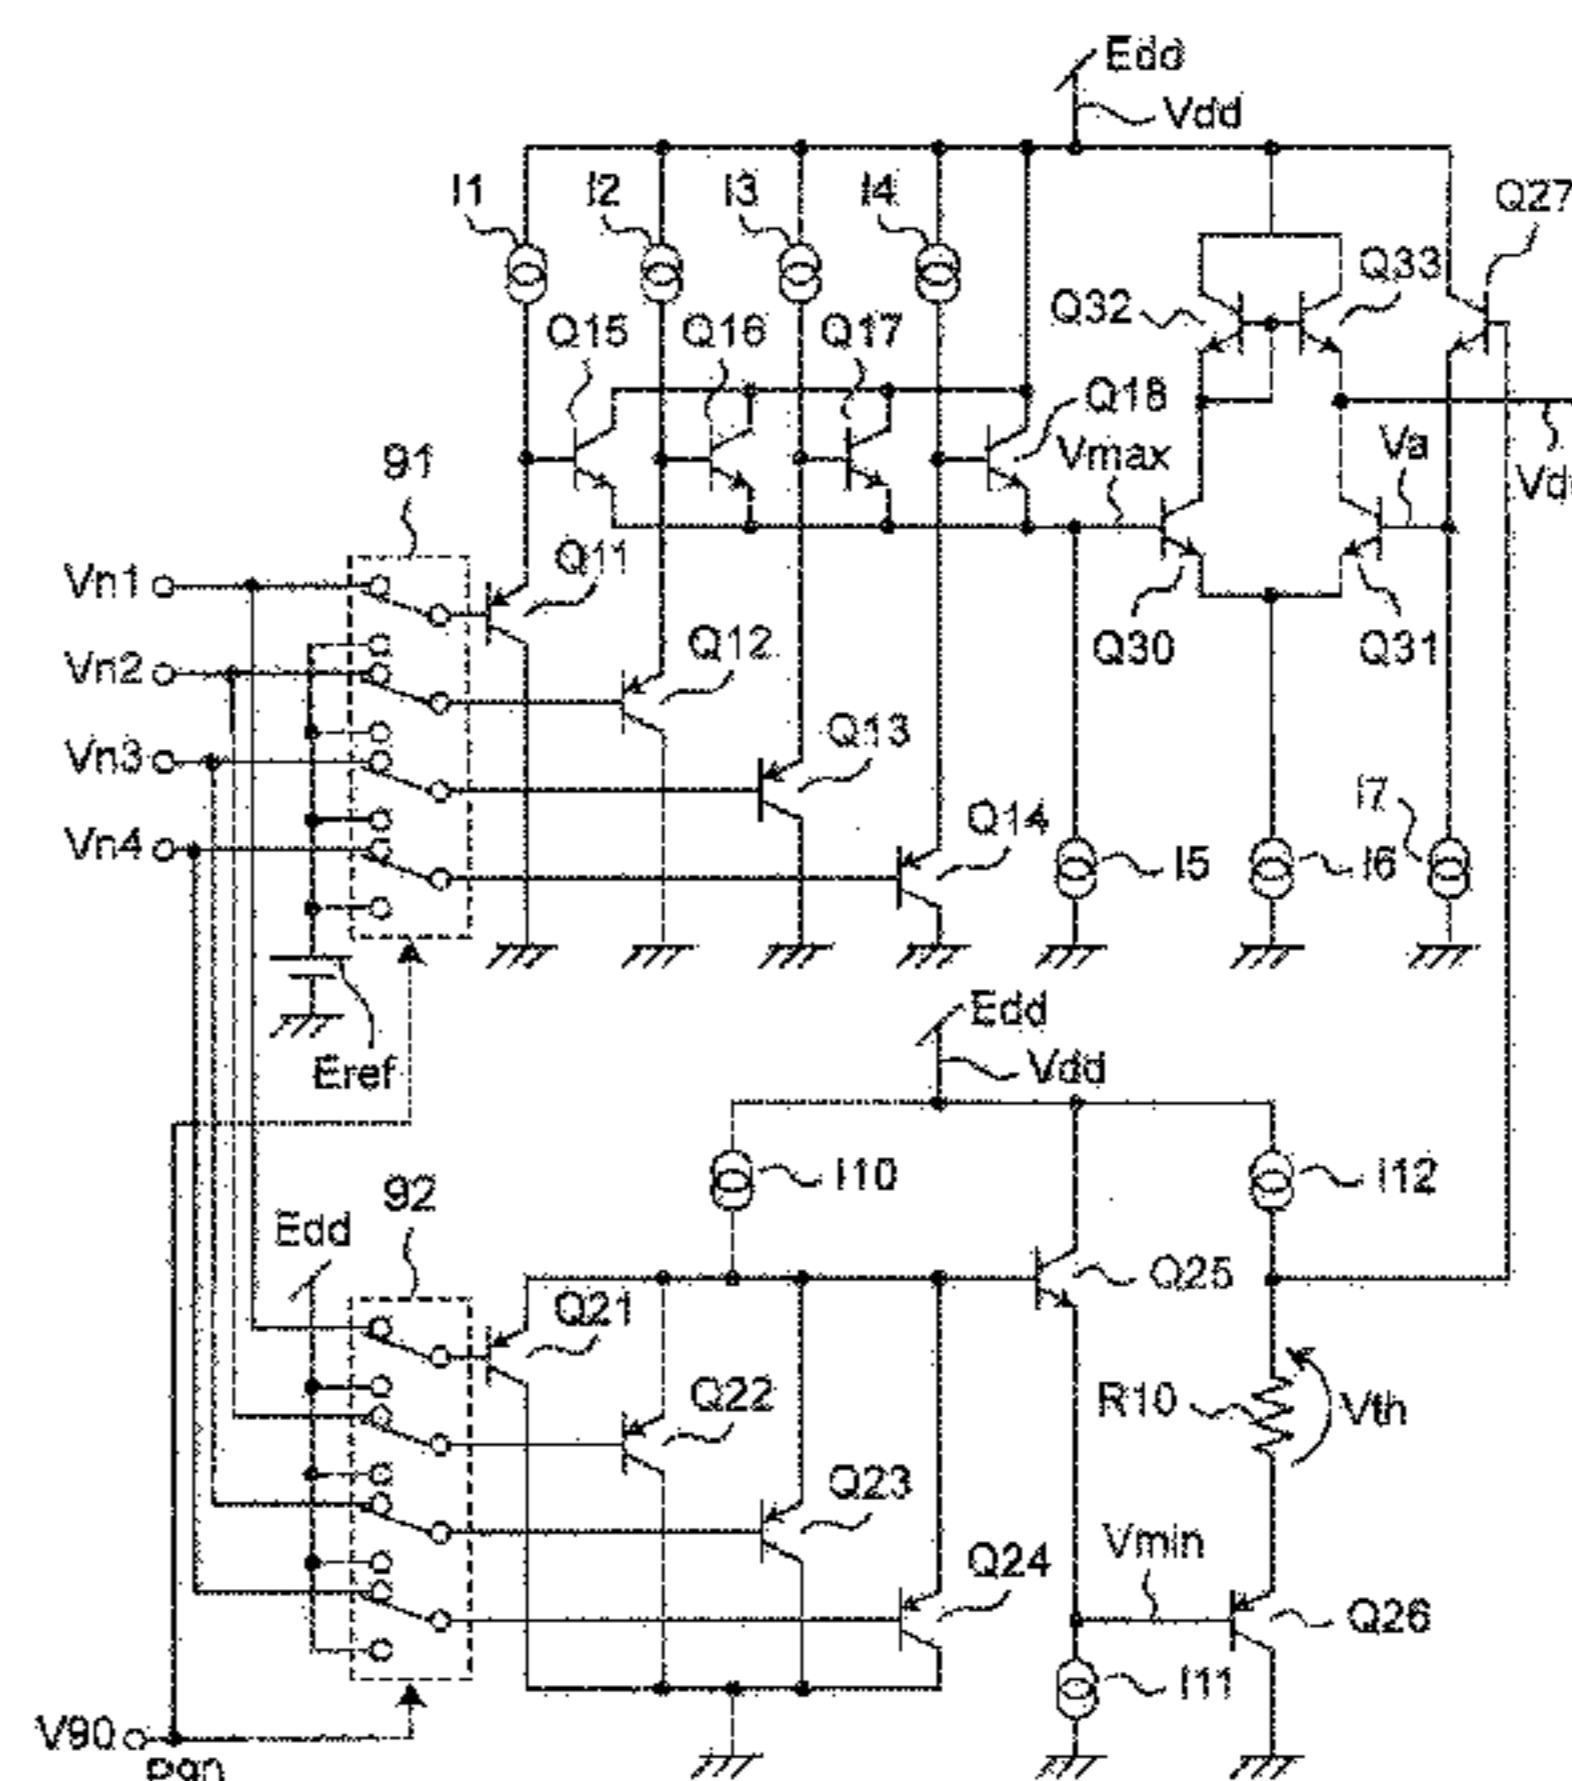 Edd
Vdd
I1
I2
I3
I4
Q27
Q33
Q32
Q15
Q16
Q17
Q18
Vmax
Va
91
Q11
Vn1
Q30
Q31
Vn2
Q12
Vn3
Q13
I7
Vn4
Q14
I5
I6
Edd
Eref
Vdd
I10
I12
92
Edd
Q25
Q21
Q22
R10
Vth
Q23
Vmin
Q24
Q26
I11
V90